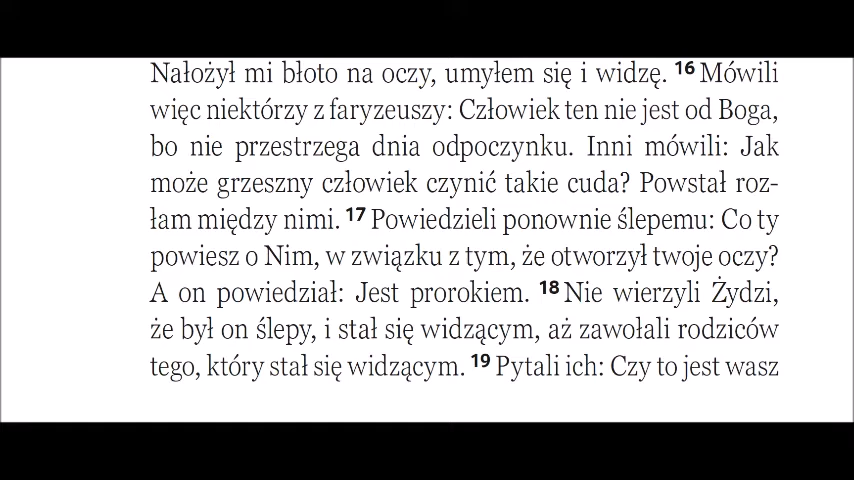 Nałożył mi błoto na oczy, umyłem się i widzę. 16 Mówili
więc niektórzy z faryzeuszy: Człowiek ten nie jest od Boga,
bo nie przestrzega dnia odpoczynku. Inni mówili: Jak
może grzeszny człowiek czynić takie cuda? Powstał roz-
łam między nimi. 17 Powiedzieli ponownie ślepemu: Co ty
powiesz o Nim, w związku z tym, że otworzył twoje oczy?
A on powiedział: Jest prorokiem. 18 Nie wierzyli Żydzi,
że był on ślepy, i stał się widzącym, aż zawołali rodziców
tego, który stał się widzącym. 19 Pytali ich: Czy to jest wasz